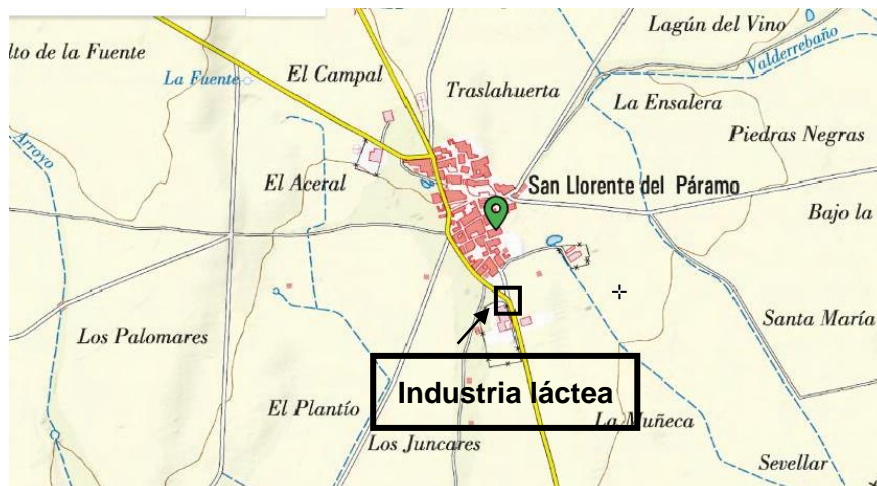 Lagún del Vino
lto de la Fuente
Valderrebaño
La Fuente
El Campal
Traslahuerta
La Ensalera
Piedras Negras
Arroyo
El Aceral
San Llorente del Páramo
Bajo la
Santa María
Los Palomares
Industria láctea
El Plantío
La Muñeca
Los Juncares
Sevellar